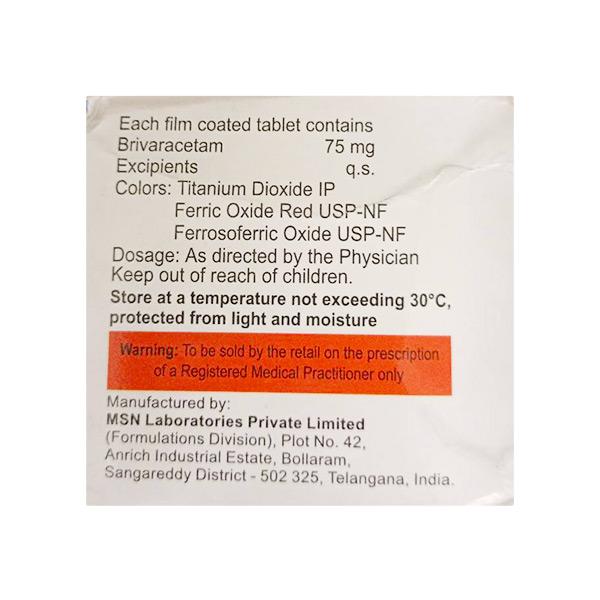 Each film coated tablet contains
Brivaracetam 75 mg
Excipients q.s.
Colors: Titanium Dioxide IP
Ferric Oxide Red USP-NF
Ferrosoferric Oxide USP-NF
Dosage: As directed by the Physician
Keep out of reach of children.
Store at a temperature not exceeding 30°C,
protected from light and moisture
Warning: To be sold by the retail on the prescription
of a Registered Medical Practitioner only
Manufactured by:
MSN Laboratories Private Limited
(Formulations Division), Plot No. 42,
Anrich Industrial Estate, Bollaram,
Sangareddy District - 502 325, Telangana, India.